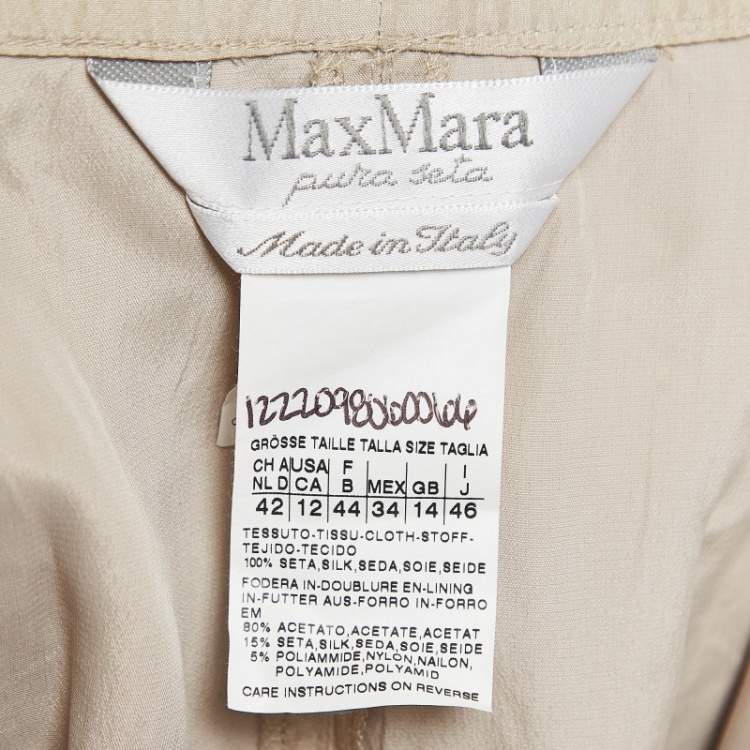 MaxMara
pura seta
Made in Italy
12220980600604
GRÖSSE TAILLE TALLA SIZE TAGLIA
CH A USA F I
NL D CA B MEX GB J
42 12 44 34 14 46
TESSUTO-TISSU-CLOTH-STOFF-
TEJIDO-TECIDO
100% SETA,SILK,SEDA,SOIE,SEIDE
FODERA IN-DOUBLURE EN-LINING
IN-FUTTER AUS-FORRO IN-FORRO
EM
80% ACETATO,ACETATE,ACETAT
15% SETA,SILK,SEDA,SOIE,SEIDE
5% POLIAMMIDE,NYLON,NAILON,
POLYAMIDE,POLYAMID
CARE INSTRUCTIONS ON REVERSE